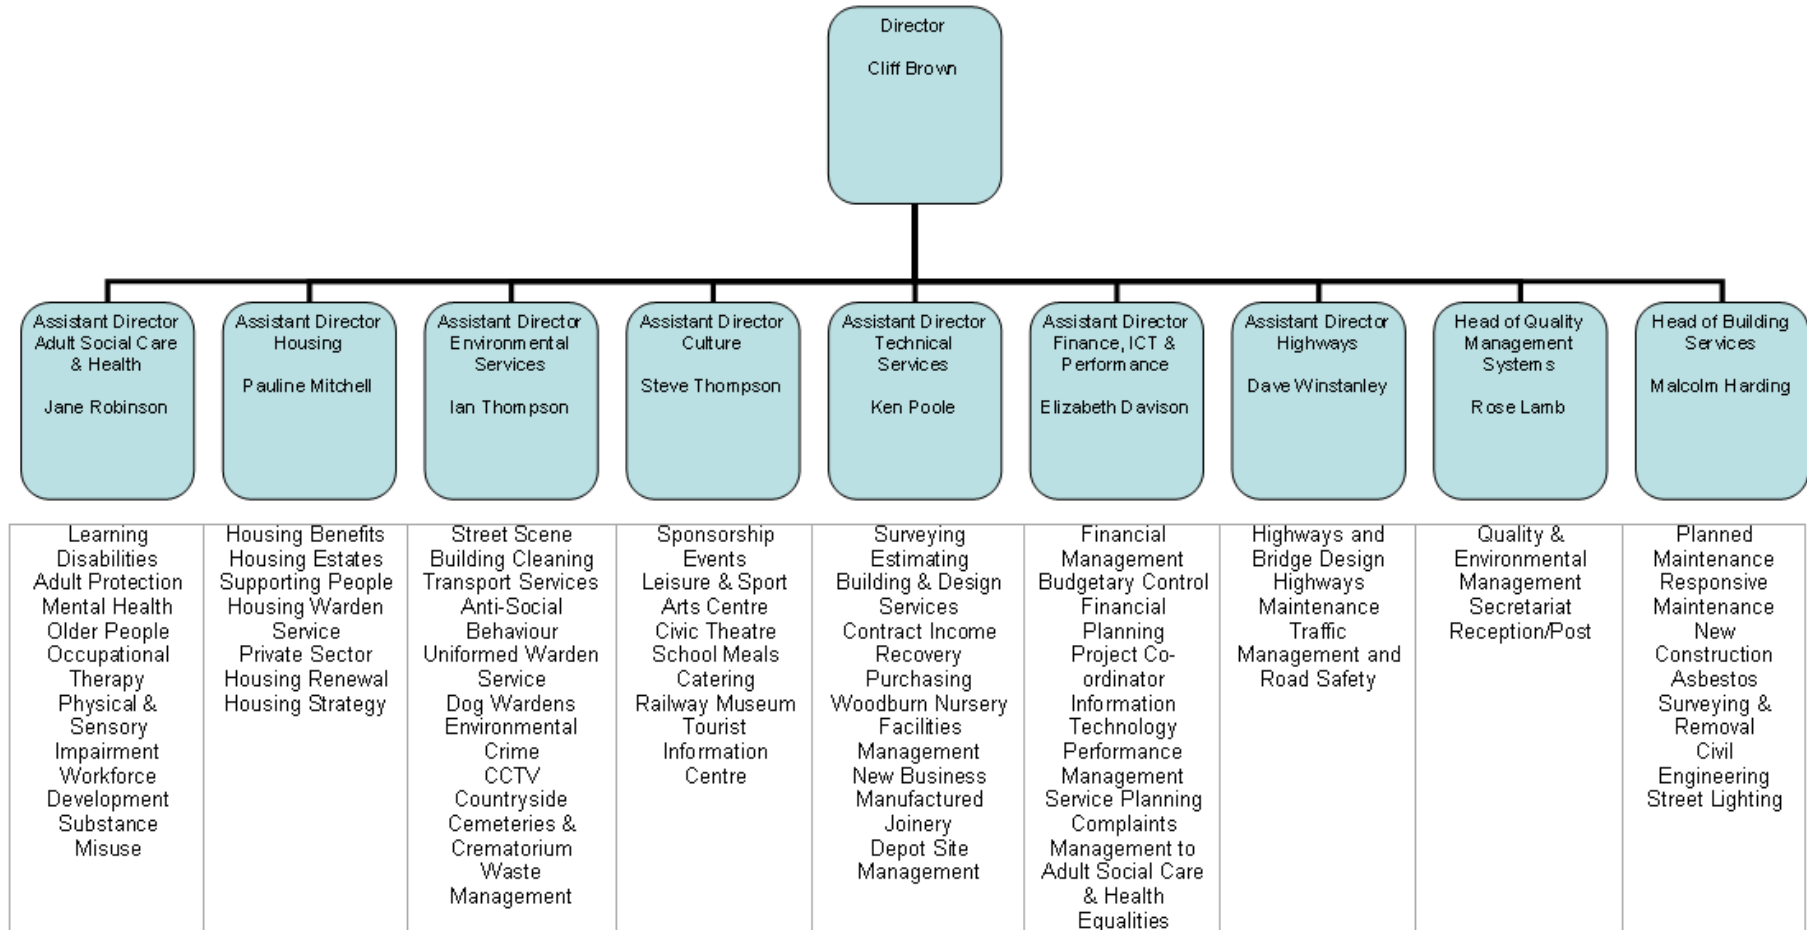 Director
Cliff Brown
Assistant Director
Adult Social Care
& Health
Jane Robinson
Assistant Director
Housing
Pauline Mitchell
Assistant Director
Environmental
Services
Ian Thompson
Assistant Director
Culture
Steve Thompson
Assistant Director
Technical
Services
Ken Poole
Assistant Director
Finance, ICT &
Performance
Elizabeth Davison
Assistant Director
Highways
Dave Winstanley
Head of Quality
Management
Systems
Rose Lamb
Head of Building
Services
Malcolm Harding
Learning
Disabilities
Adult Protection
Mental Health
Older People
Occupational
Therapy
Physical &
Sensory
Impairment
Workforce
Development
Substance
Misuse
Housing Benefits
Housing Estates
Supporting People
Housing Warden
Service
Private Sector
Housing Renewal
Housing Strategy
Street Scene
Building Cleaning
Transport Services
Anti-Social
Behaviour
Uniformed Warden
Service
Dog Wardens
Environmental
Crime
CCTV
Countryside
Cemeteries &
Crematorium
Waste
Management
Sponsorship
Events
Leisure & Sport
Arts Centre
Civic Theatre
School Meals
Catering
Railway Museum
Tourist
Information
Centre
Surveying
Estimating
Building & Design
Services
Contract Income
Recovery
Purchasing
Woodburn Nursery
Facilities
Management
New Business
Manufactured
Joinery
Depot Site
Management
Financial
Management
Budgetary Control
Financial
Planning
Project Co-
ordinator
Information
Technology
Performance
Management
Service Planning
Complaints
Management to
Adult Social Care
& Health
Equalities
Highways and
Bridge Design
Highways
Maintenance
Traffic
Management and
Road Safety
Quality &
Environmental
Management
Secretariat
Reception/Post
Planned
Maintenance
Responsive
Maintenance
New
Construction
Asbestos
Surveying &
Removal
Civil
Engineering
Street Lighting